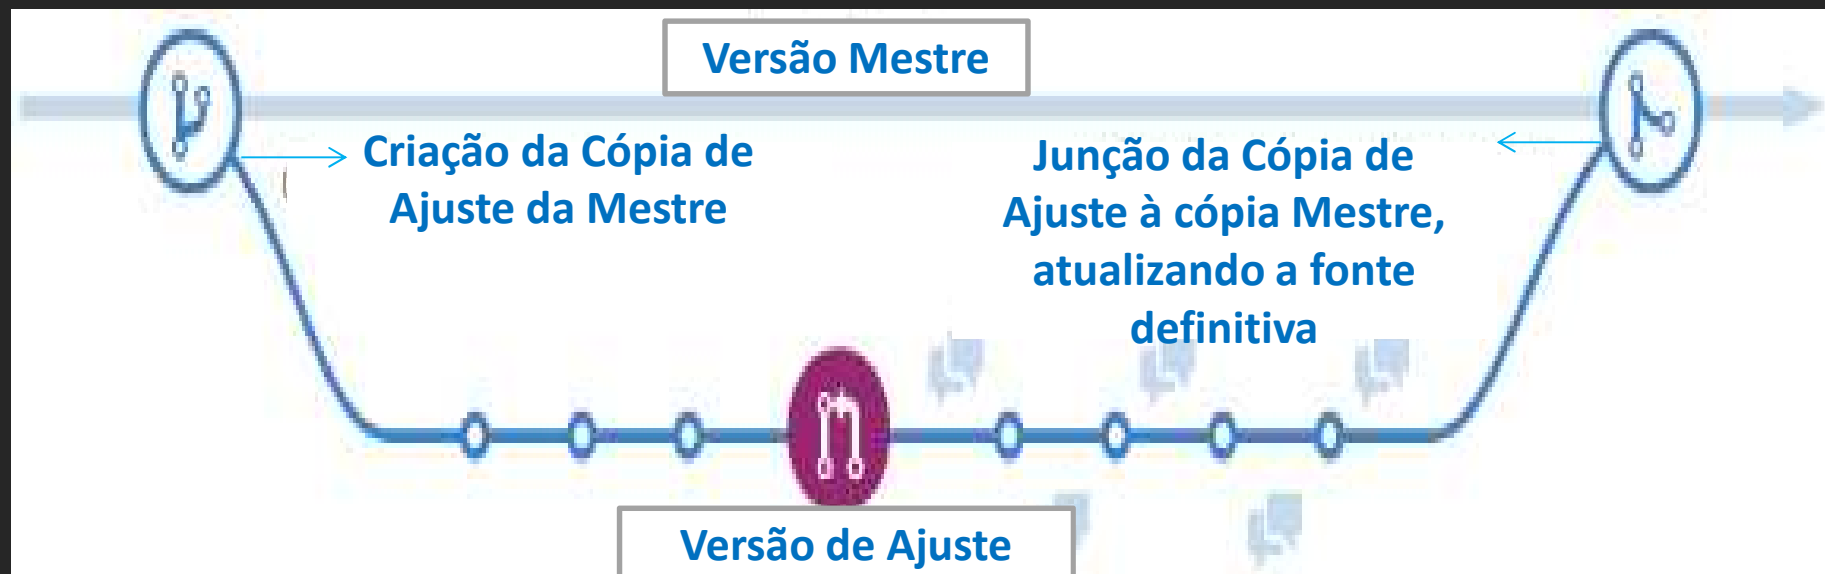 Versão Mestre
Criação da Cópia de
Ajuste da Mestre
Junção da Cópia de
Ajuste à cópia Mestre,
atualizando a fonte
definitiva
Versão de Ajuste